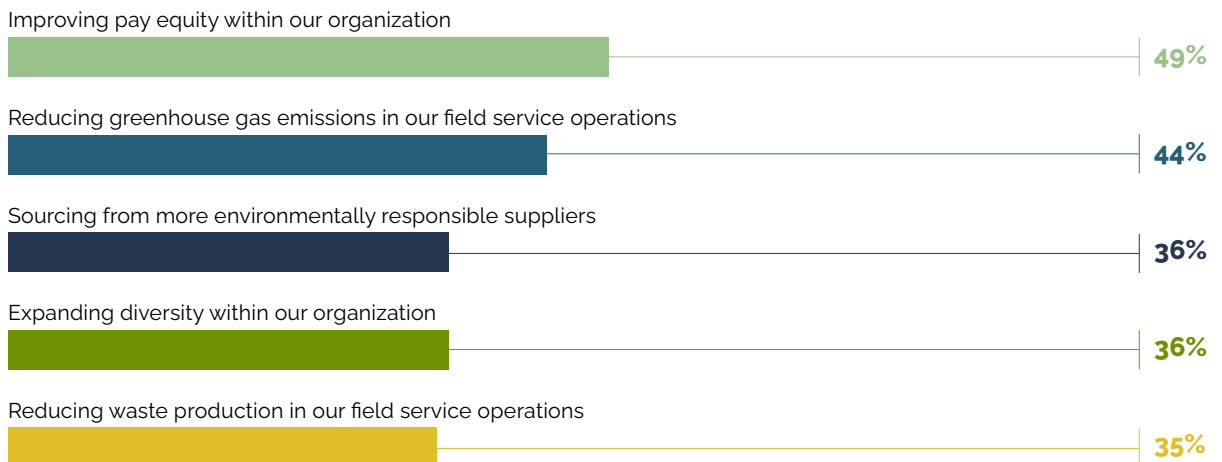 Improving pay equity within our organization
49%
Reducing greenhouse gas emissions in our field service operations
44%
Sourcing from more environmentally responsible suppliers
36%
Expanding diversity within our organization
36%
Reducing waste production in our field service operations
35%